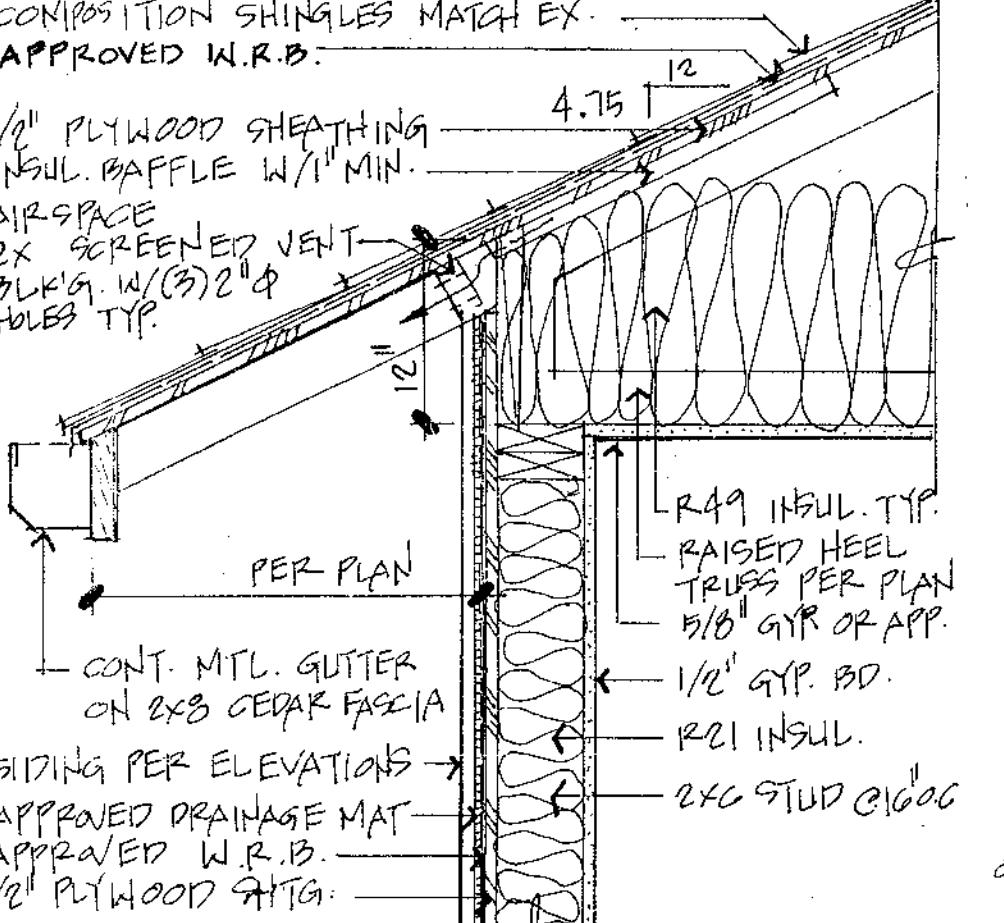 COMPOSITION SHINGLES MATCH EX.
APPROVED W.R.B.
12
4.75
/2" PLYWOOD SHEATHING
INSUL. BAFFLE W/1" MIN.
AIRSPACE
2X SCREENED VENT
BLK'G. W/(3)2"Φ
HOLES TYP.
12"
R49 INSUL. TYP.
RAISED HEEL
TRUSS PER PLAN
5/8" GYP. OR APP.
PER PLAN
CONT. MTL. GUTTER
ON 2X8 CEDAR FASCIA
1/2" GYP. BD.
R21 INSUL.
2X6 STUD @16"O.C
SIDING PER ELEVATIONS
APPROVED DRAINAGE MAT
APPROVED W.R.B.
/2" PLYWOOD SHTG.